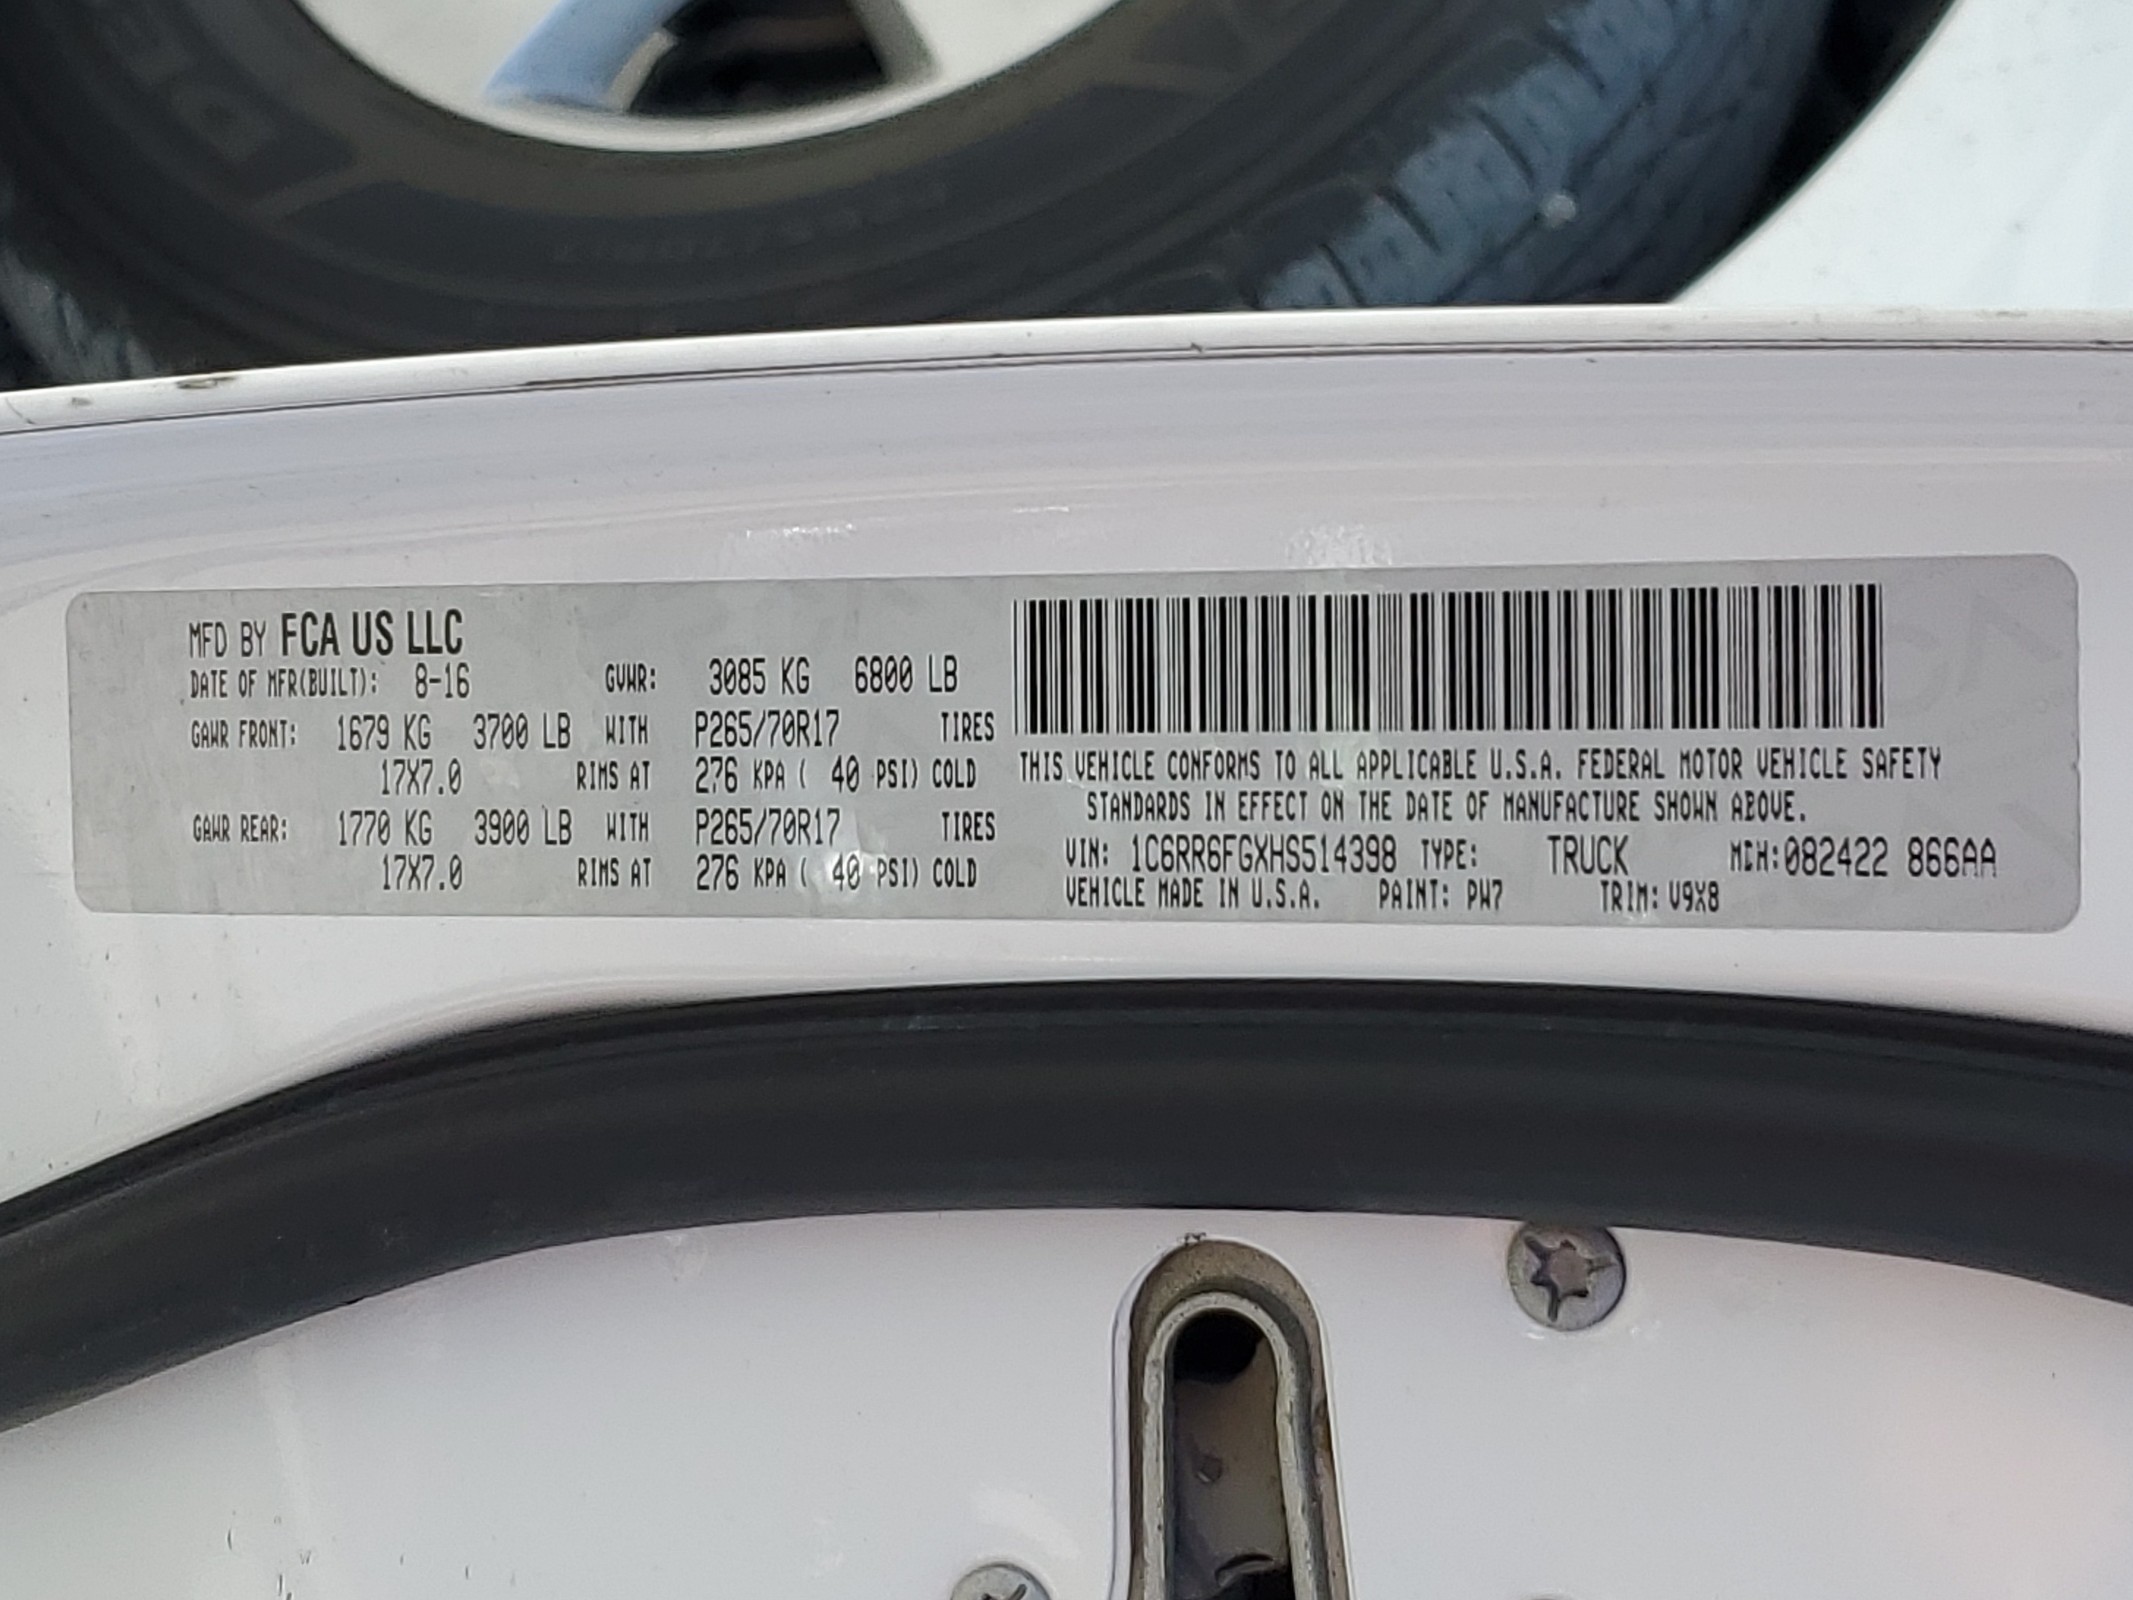 MFD BY FCA US LLC
DATE OF MFR(BUILT): 8-16 GVWR: 3085 KG 6800 LB
GAWR FRONT: 1679 KG 3700 LB WITH P265/70R17 TIRES
17X7.0 RIMS AT 276 KPA ( 40 PSI) COLD
GAWR REAR: 1770 KG 3900 LB WITH P265/70R17 TIRES
17X7.0 RIMS AT 276 KPA ( 40 PSI) COLD
THIS VEHICLE CONFORMS TO ALL APPLICABLE U.S.A. FEDERAL MOTOR VEHICLE SAFETY
STANDARDS IN EFFECT ON THE DATE OF MANUFACTURE SHOWN ABOVE.
VIN: 1C6RR6FGXHS514398 TYPE: TRUCK MDH:082422 866AA
VEHICLE MADE IN U.S.A. PAINT: PW7 TRIM: V9X8